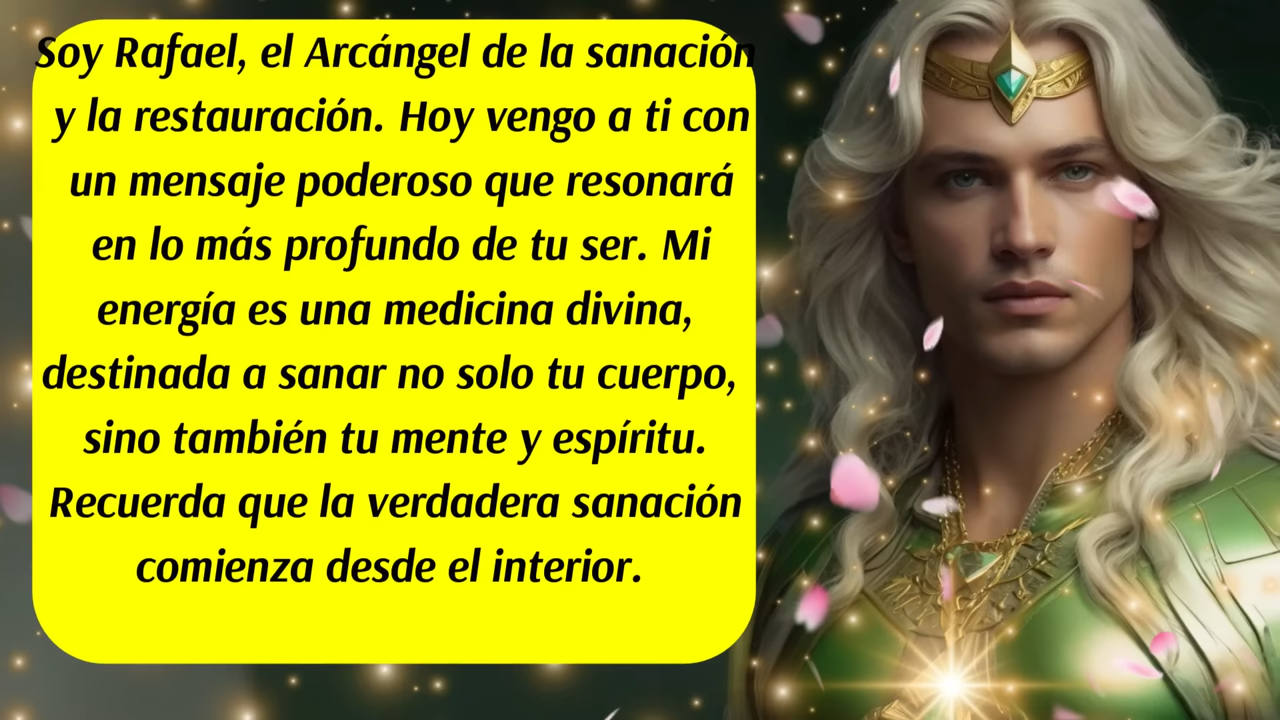 Soy Rafael, el Arcángel de la sanación
y la restauración. Hoy vengo a ti con
un mensaje poderoso que resonará
en lo más profundo de tu ser. Mi
energía es una medicina divina,
destinada a sanar no solo tu cuerpo,
sino también tu mente y espíritu.
Recuerda que la verdadera sanación
comienza desde el interior.